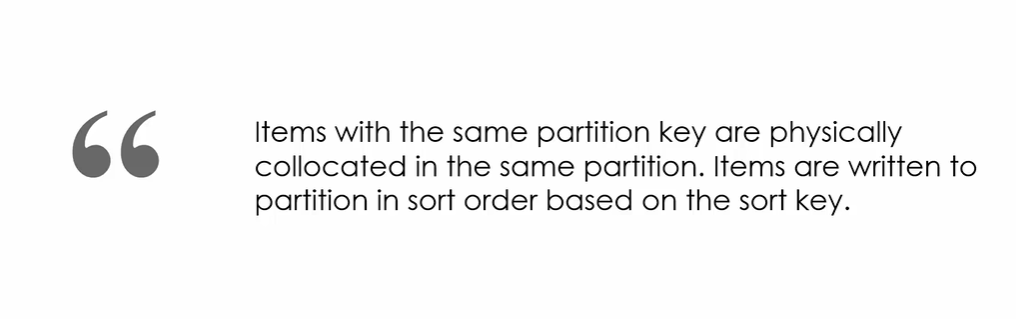 “
Items with the same partition key are physically
collocated in the same partition. Items are written to
partition in sort order based on the sort key.